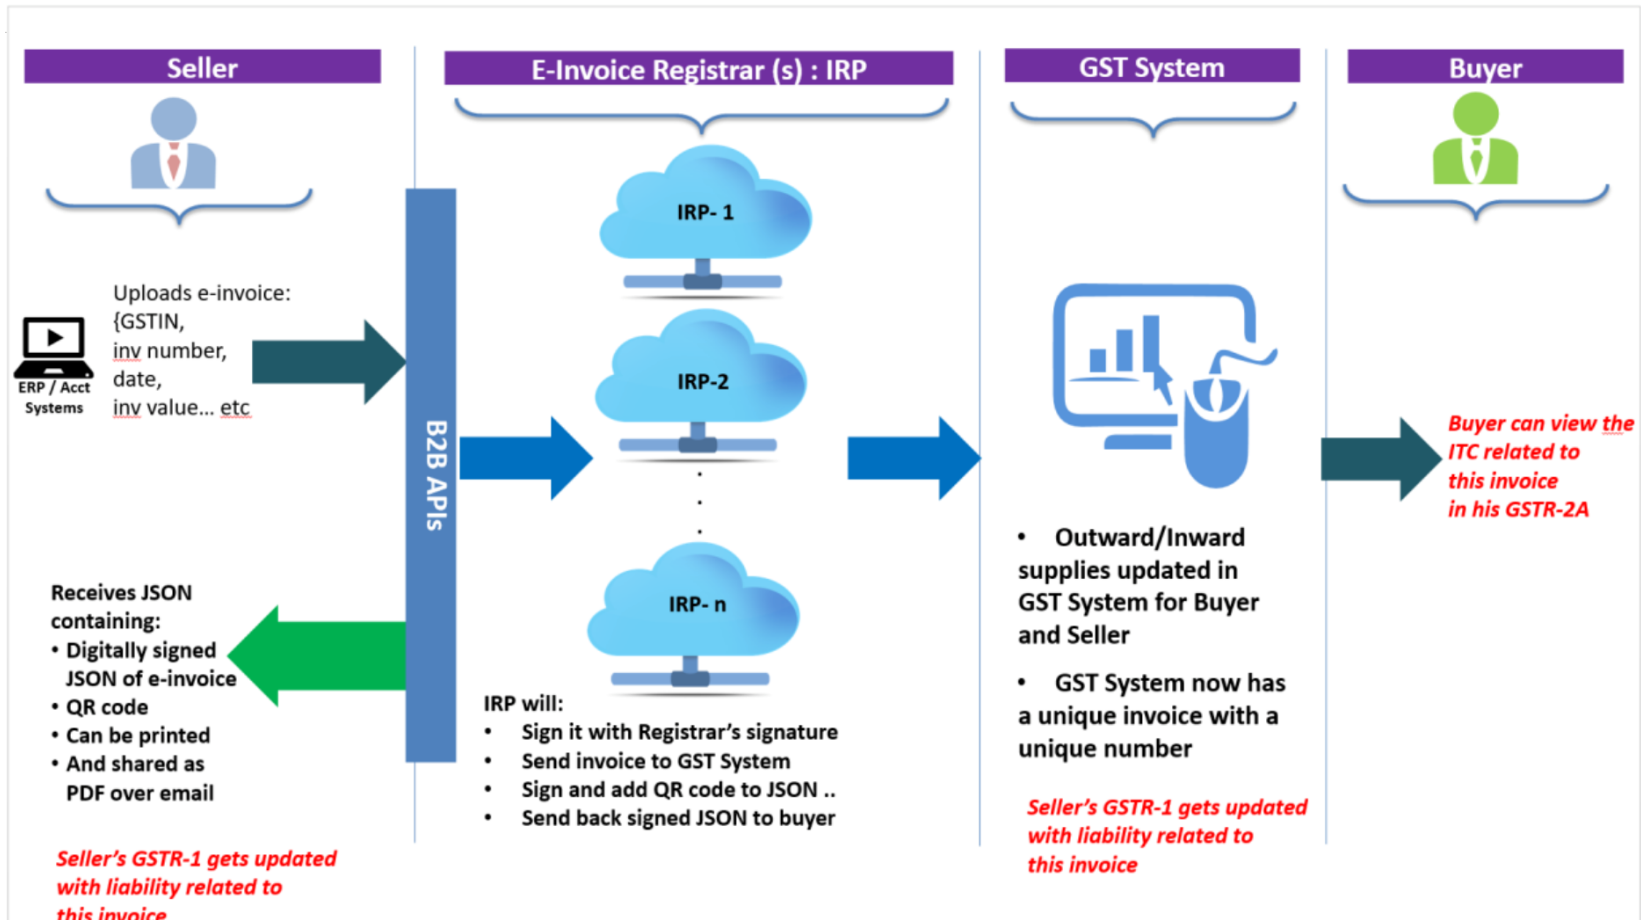 Seller
E-Invoice Registrar (s) : IRP
GST System
Buyer
Uploads e-invoice:
{GSTIN,
inv number,
date,
inv value... etc
ERP / Acct
Systems
B2B APIs
Receives JSON
containing:
• Digitally signed
JSON of e-invoice
• QR code
• Can be printed
• And shared as
PDF over email
Seller's GSTR-1 gets updated
with liability related to
this invoice
IRP- 1
IRP-2
IRP- n
IRP will:
• Sign it with Registrar's signature
• Send invoice to GST System
• Sign and add QR code to JSON ..
• Send back signed JSON to buyer
• Outward/Inward
supplies updated in
GST System for Buyer
and Seller
• GST System now has
a unique invoice with a
unique number
Seller's GSTR-1 gets updated
with liability related to
this invoice
Buyer can view the
ITC related to
this invoice
in his GSTR-2A